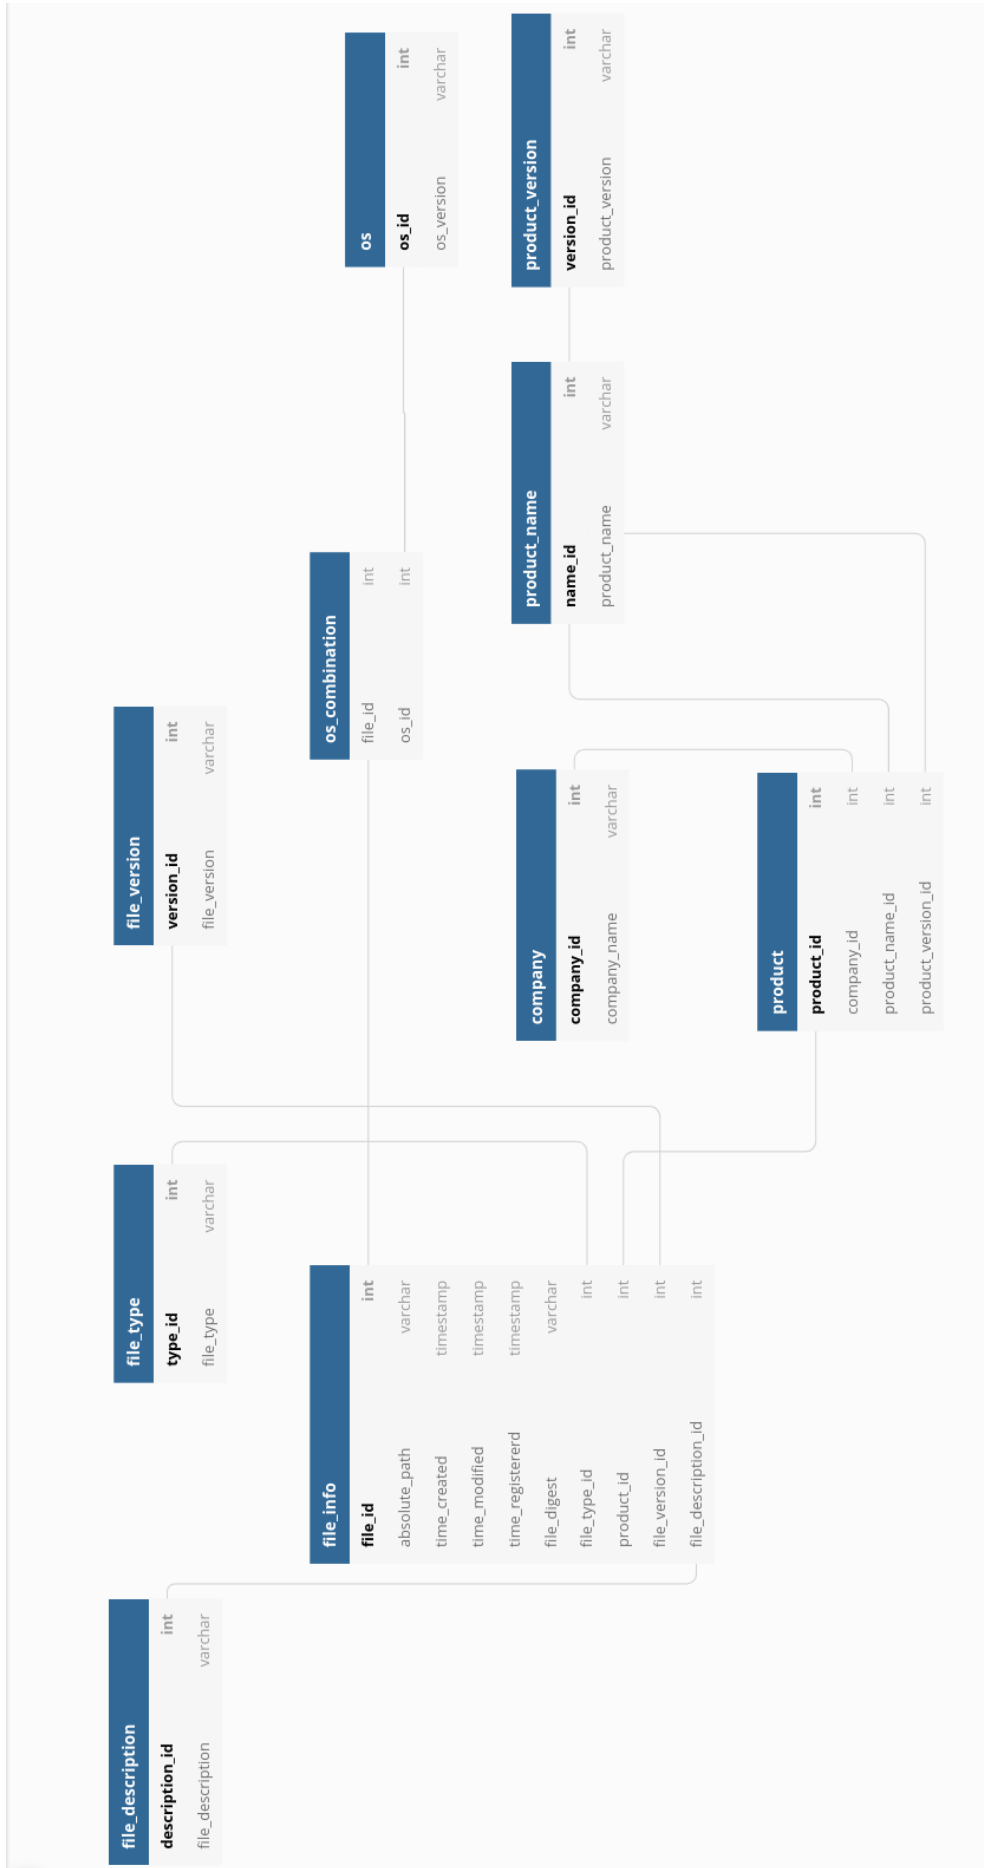 file_description
description_id int
file_description varchar
file_type
type_id int
file_type varchar
file_version
version_id int
file_version varchar
file_info
file_id int
absolute_path varchar
time_created timestamp
time_modified timestamp
time_registererd timestamp
file_digest varchar
file_type_id int
product_id int
file_version_id int
file_description_id int
os_combination
file_id int
os_id int
os
os_id int
os_version varchar
company
company_id int
company_name varchar
product_name
name_id int
product_name varchar
product_version
version_id int
product_version varchar
product
product_id int
company_id int
product_name_id int
product_version_id int